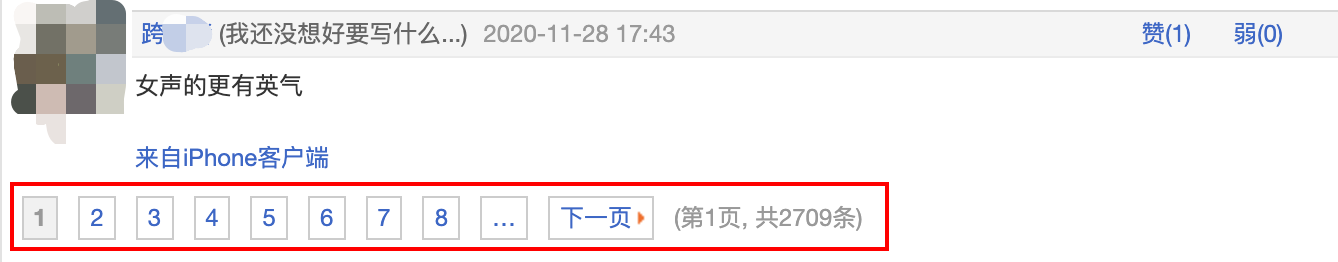 跨 (我还没想好要写什么...) 2020-11-28 17:43 赞(1) 弱(0)
女声的更有英气
来自iPhone客户端
1 2 3 4 5 6 7 8 ... 下一页 (第1页, 共2709条)